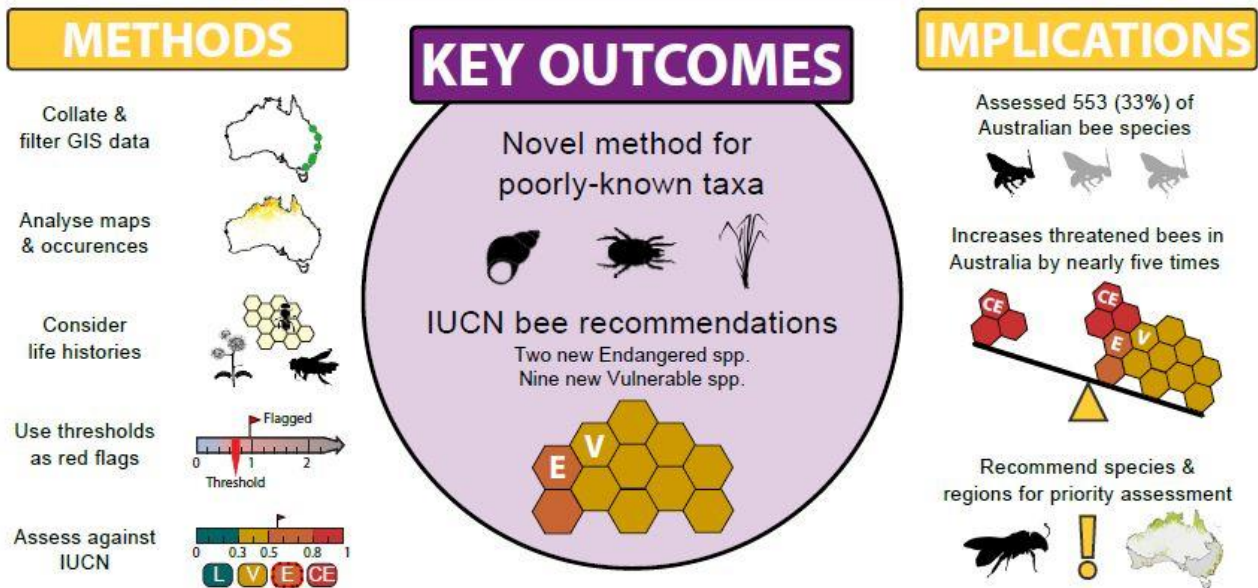 METHODS
Collate &
filter GIS data
Analyse maps
& occurences
Consider
life histories
Use thresholds
as red flags
Flagged
0 1 2
Threshold
Assess against
IUCN
0 0.3 0.5 0.8 1
L V E CE
KEY OUTCOMES
Novel method for
poorly-known taxa
IUCN bee recommendations
Two new Endangered spp.
Nine new Vulnerable spp.
V
E
IMPLICATIONS
Assessed 553 (33%) of
Australian bee species
Increases threatened bees in
Australia by nearly five times
CE CE
E V
Recommend species &
regions for priority assessment
!